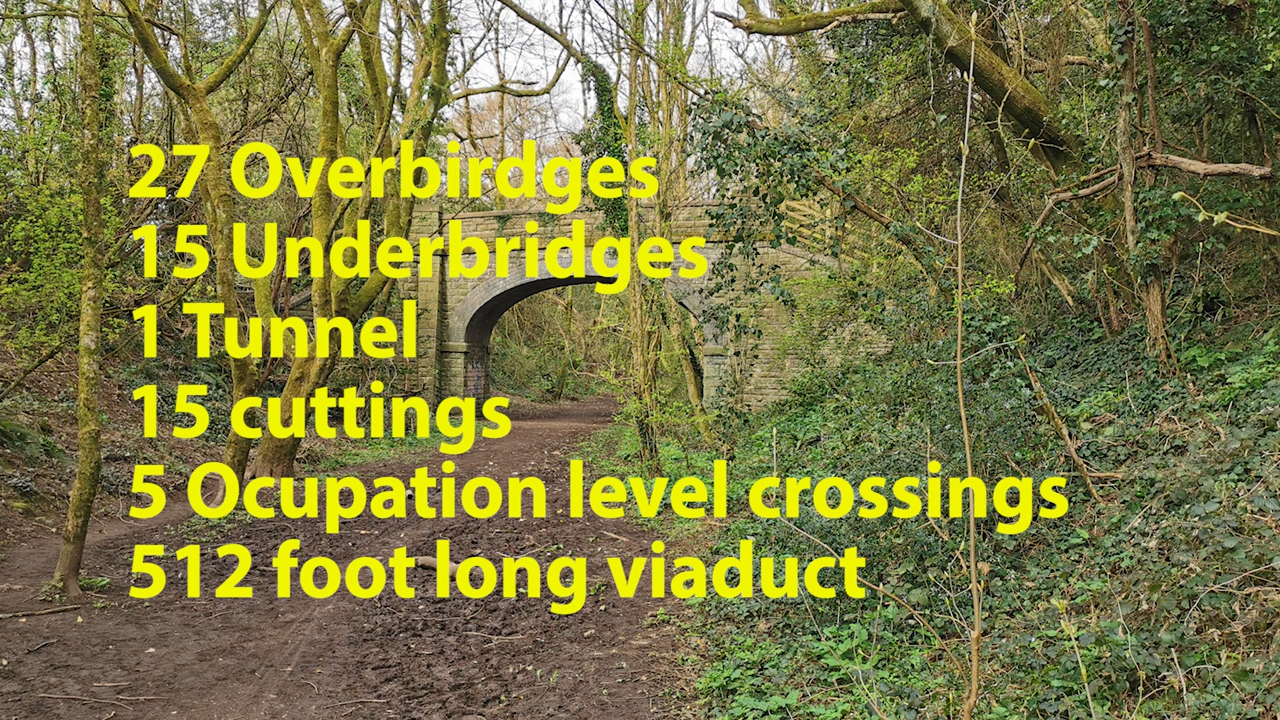 27 Overbirdges
15 Underbridges
1 Tunnel
15 cuttings
5 Ocupation level crossings
512 foot long viaduct